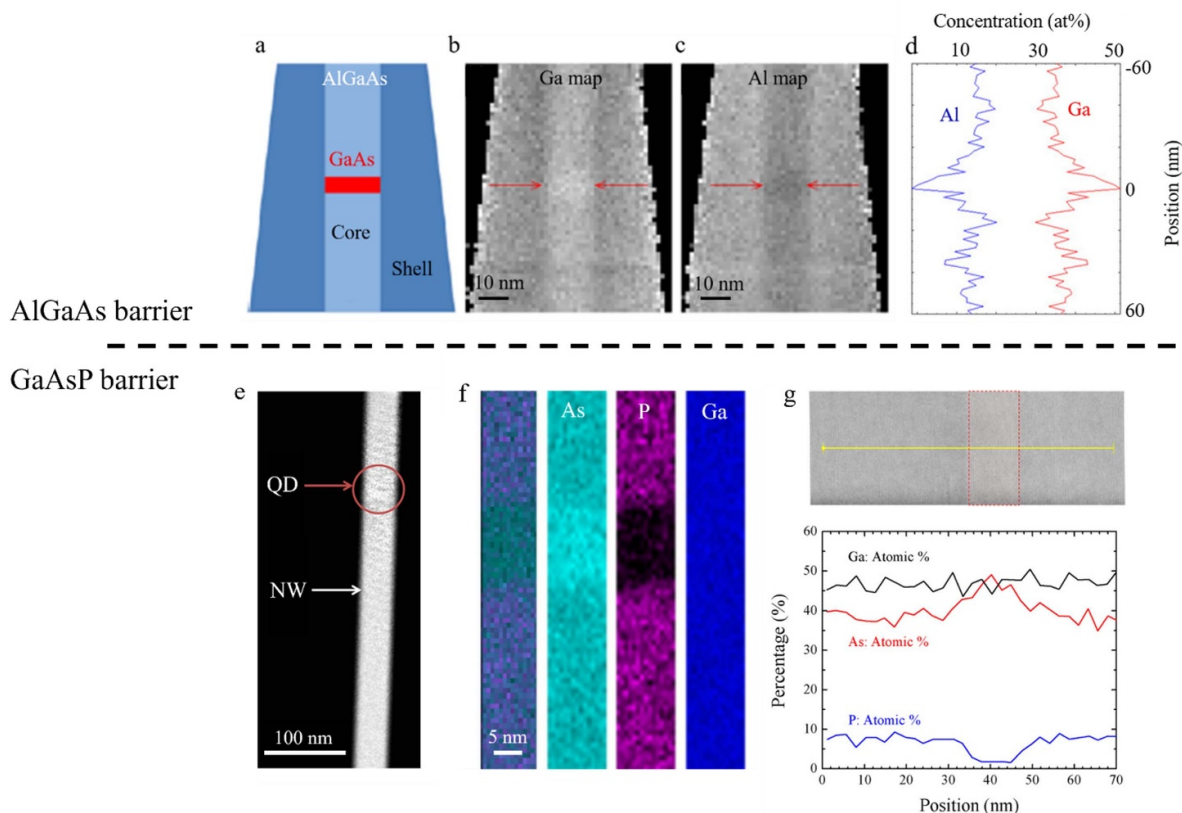 a
AlGaAs
GaAs
Core
Shell
b
Ga map
10 nm
c
Al map
10 nm
Concentration (at%)
10 30 50
d
Al
Ga
-60
0
60
Position (nm)
AlGaAs barrier
GaAsP barrier
e
QD
NW
100 nm
f
As
P
Ga
5 nm
g
60
50
40
30
20
10
0
Percentage (%)
Ga: Atomic %
As: Atomic %
P: Atomic %
0 10 20 30 40 50 60 70
Position (nm)